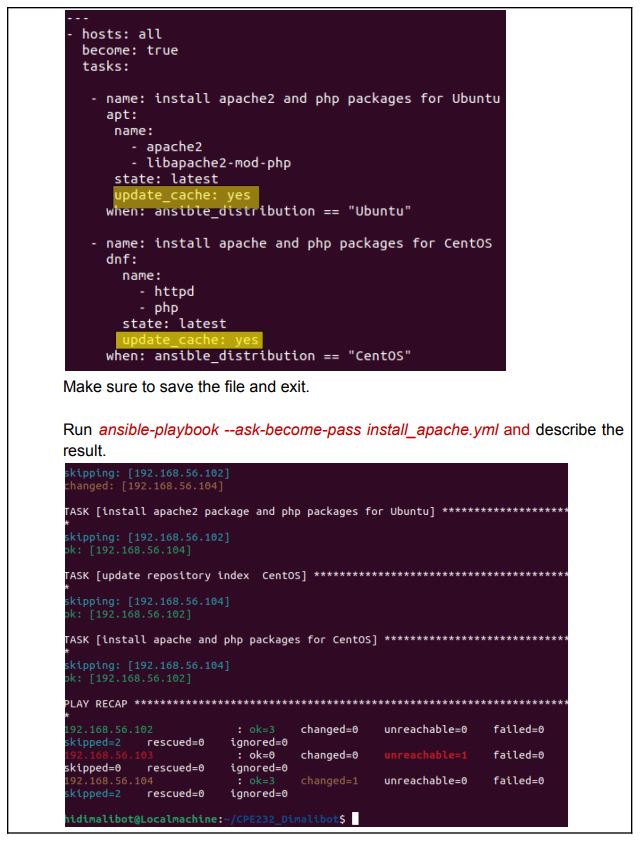 ---
- hosts: all
  become: true
  tasks:
   - name: install apache2 and php packages for Ubuntu
     apt:
      name:
        - apache2
        - libapache2-mod-php
      state: latest
      update_cache: yes
     when: ansible_distribution == "Ubuntu"
   - name: install apache and php packages for CentOS
     dnf:
       name:
         - httpd
         - php
       state: latest
       update_cache: yes
     when: ansible_distribution == "CentOS"
Make sure to save the file and exit.
Run ansible-playbook --ask-become-pass install_apache.yml and describe the
result.
skipping: [192.168.56.102]
changed: [192.168.56.104]
TASK [install apache2 package and php packages for Ubuntu] ********************
*
skipping: [192.168.56.102]
ok: [192.168.56.104]
TASK [update repository index  CentOS] ****************************************
*
skipping: [192.168.56.104]
ok: [192.168.56.102]
TASK [install apache and php packages for CentOS] *****************************
*
skipping: [192.168.56.104]
ok: [192.168.56.102]
PLAY RECAP ********************************************************************
*
192.168.56.102             : ok=3    changed=0    unreachable=0    failed=0
skipped=2    rescued=0    ignored=0
192.168.56.103             : ok=0    changed=0    unreachable=1    failed=0
skipped=0    rescued=0    ignored=0
192.168.56.104             : ok=3    changed=1    unreachable=0    failed=0
skipped=2    rescued=0    ignored=0
hidimalibot@Localmachine:~/CPE232_Dimalibot$